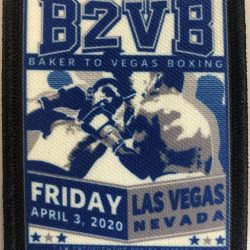 B2VB
BAKER TO VEGAS BOXING
FRIDAY
APRIL 3, 2020
LAS VEGAS
NEVADA